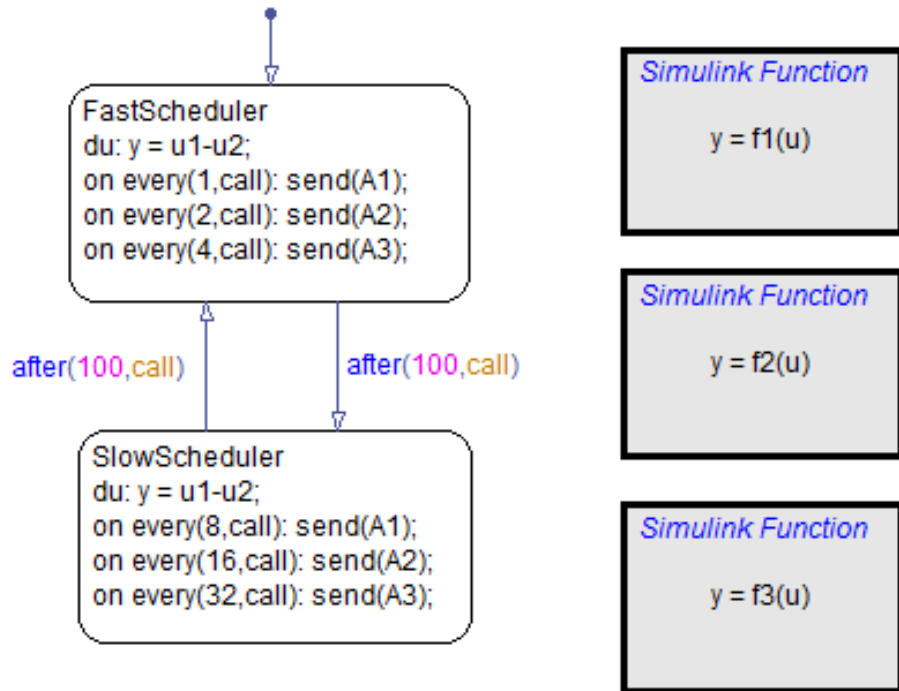 FastScheduler
du: y = u1-u2;
on every(1,call): send(A1);
on every(2,call): send(A2);
on every(4,call): send(A3);
after(100,call)
after(100,call)
SlowScheduler
du: y = u1-u2;
on every(8,call): send(A1);
on every(16,call): send(A2);
on every(32,call): send(A3);
Simulink Function
y = f1(u)
Simulink Function
y = f2(u)
Simulink Function
y = f3(u)